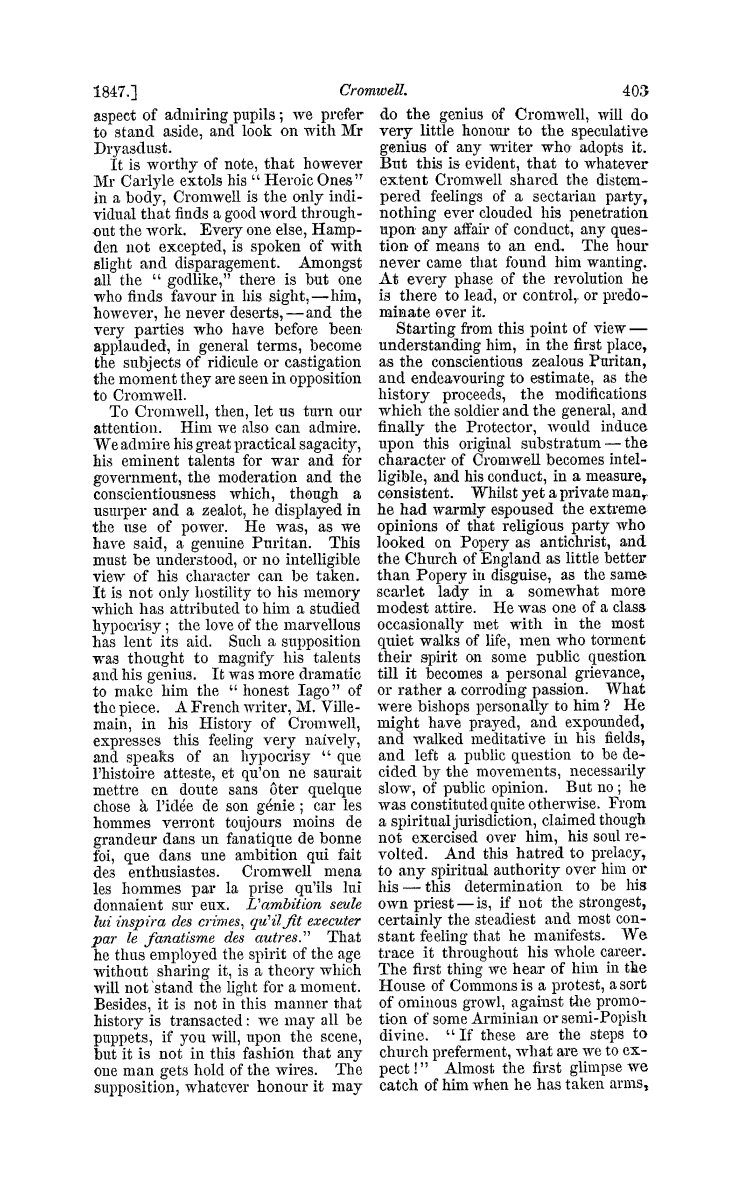 1847.] Cromwell. 403
aspect of admiring pupils; we prefer
to stand aside, and look on with Mr
Dryasdust.
It is worthy of note, that however
Mr Carlyle extols his "Heroic Ones"
in a body, Cromwell is the only indi-
vidual that finds a good word through-
out the work. Every one else, Hamp-
den not excepted, is spoken of with
slight and disparagement. Amongst
all the "godlike," there is but one
who finds favour in his sight,—him,
however, he never deserts,—and the
very parties who have before been
applauded, in general terms, become
the subjects of ridicule or castigation
the moment they are seen in opposition
to Cromwell.
To Cromwell, then, let us turn our
attention. Him we also can admire.
We admire his great practical sagacity,
his eminent talents for war and for
government, the moderation and the
conscientiousness which, though a
usurper and a zealot, he displayed in
the use of power. He was, as we
have said, a genuine Puritan. This
must be understood, or no intelligible
view of his character can be taken.
It is not only hostility to his memory
which has attributed to him a studied
hypocrisy; the love of the marvellous
has lent its aid. Such a supposition
was thought to magnify his talents
and his genius. It was more dramatic
to make him the "honest Iago" of
the piece. A French writer, M. Ville-
main, in his History of Cromwell,
expresses this feeling very naïvely,
and speaks of an hypocrisy "que
l'histoire atteste, et qu'on ne saurait
mettre en doute sans ôter quelque
chose à l'idée de son génie; car les
hommes verront toujours moins de
grandeur dans un fanatique de bonne
foi, que dans une ambition qui fait
des enthusiastes. Cromwell mena
les hommes par la prise qu'ils lui
donnaient sur eux. L'ambition seule
lui inspira des crimes, qu'il fit executer
par le fanatisme des autres." That
he thus employed the spirit of the age
without sharing it, is a theory which
will not stand the light for a moment.
Besides, it is not in this manner that
history is transacted: we may all be
puppets, if you will, upon the scene,
but it is not in this fashion that any
one man gets hold of the wires. The
supposition, whatever honour it may
do the genius of Cromwell, will do
very little honour to the speculative
genius of any writer who adopts it.
But this is evident, that to whatever
extent Cromwell shared the distem-
pered feelings of a sectarian party,
nothing ever clouded his penetration
upon any affair of conduct, any ques-
tion of means to an end. The hour
never came that found him wanting.
At every phase of the revolution he
is there to lead, or control, or predo-
minate over it.
Starting from this point of view—
understanding him, in the first place,
as the conscientious zealous Puritan,
and endeavouring to estimate, as the
history proceeds, the modifications
which the soldier and the general, and
finally the Protector, would induce
upon this original substratum—the
character of Cromwell becomes intel-
ligible, and his conduct, in a measure,
consistent. Whilst yet a private man,
he had warmly espoused the extreme
opinions of that religious party who
looked on Popery as antichrist, and
the Church of England as little better
than Popery in disguise, as the same
scarlet lady in a somewhat more
modest attire. He was one of a class
occasionally met with in the most
quiet walks of life, men who torment
their spirit on some public question
till it becomes a personal grievance,
or rather a corroding passion. What
were bishops personally to him? He
might have prayed, and expounded,
and walked meditative in his fields,
and left a public question to be de-
cided by the movements, necessarily
slow, of public opinion. But no; he
was constituted quite otherwise. From
a spiritual jurisdiction, claimed though
not exercised over him, his soul re-
volted. And this hatred to prelacy,
to any spiritual authority over him or
his—this determination to be his
own priest—is, if not the strongest,
certainly the steadiest and most con-
stant feeling that he manifests. We
trace it throughout his whole career.
The first thing we hear of him in the
House of Commons is a protest, a sort
of ominous growl, against the promo-
tion of some Arminian or semi-Popish
divine. "If these are the steps to
church preferment, what are we to ex-
pect!" Almost the first glimpse we
catch of him when he has taken arms,